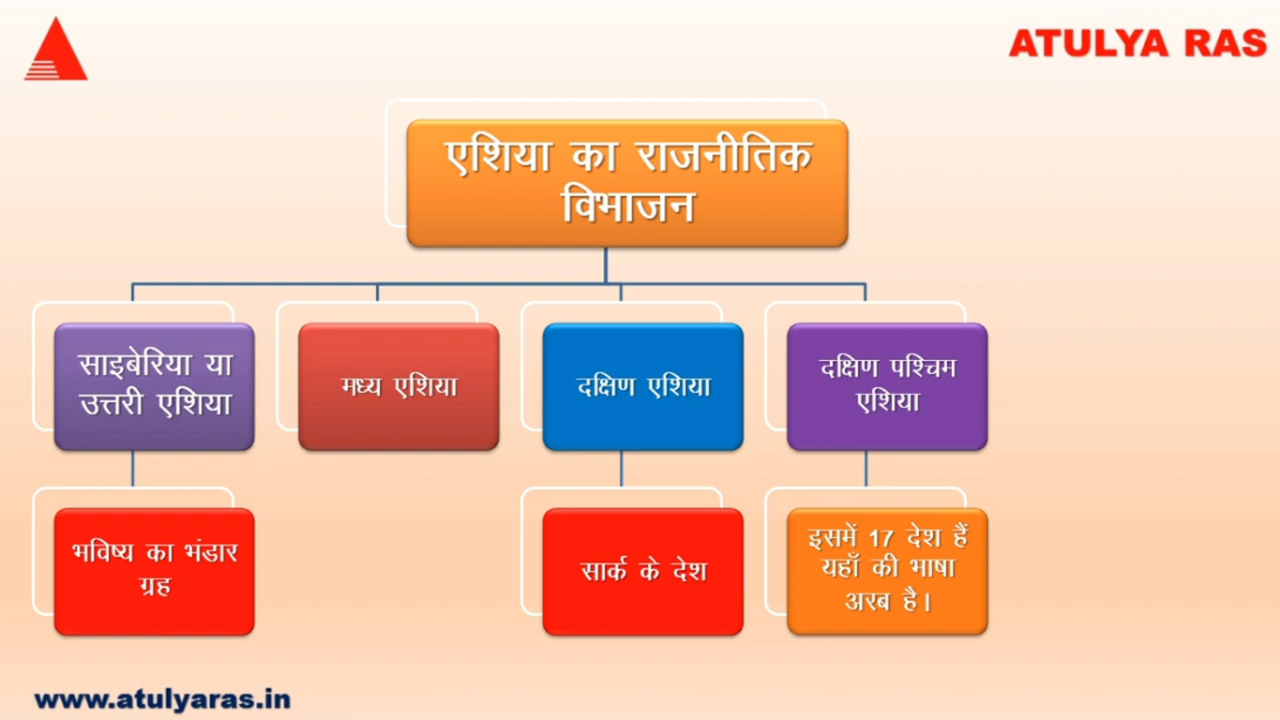 ATULYA RAS
एशिया का राजनीतिक
विभाजन
साइबेरिया या
उत्तरी एशिया
मध्य एशिया
दक्षिण एशिया
दक्षिण पश्चिम
एशिया
भविष्य का भंडार
ग्रह
सार्क के देश
इसमें 17 देश हैं
यहाँ की भाषा
अरब है।
www.atulyaras.in